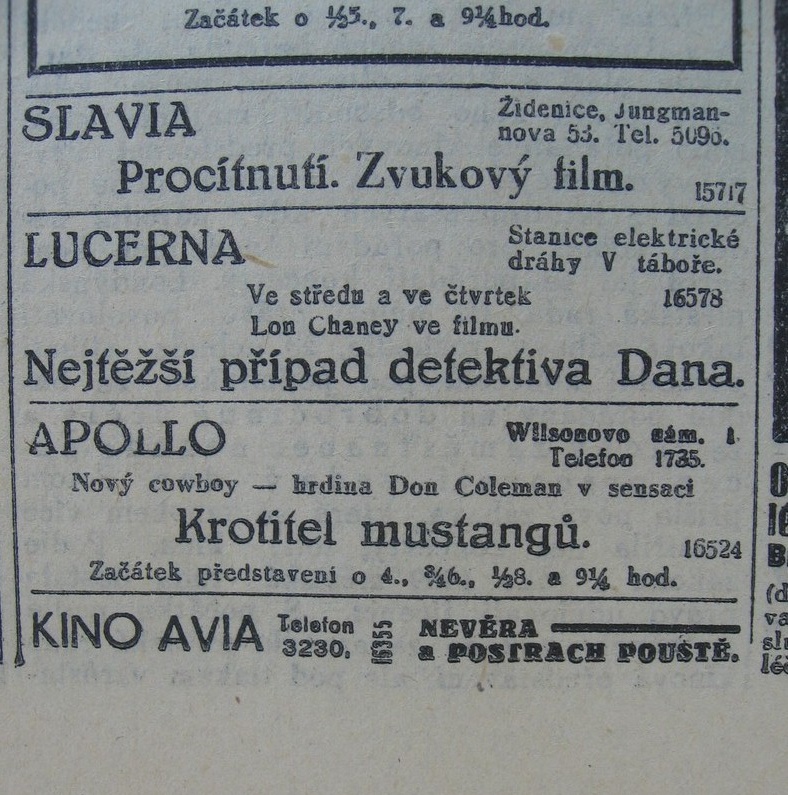 Začátek o ½5., 7. a 9¼hod.
SLAVIA
Židenice, Jungman-
nova 53. Tel. 5096.
Procítnutí. Zvukový film.
15717
LUCERNA
Stanice elektrické
dráhy V táboře.
Ve středu a ve čtvrtek
16578
Lon Chaney ve filmu.
Nejtěžší případ detektiva Dana.
APOLLO
Wilsonovo nám. 1.
Telefon 1735.
Nový cowboy — hrdina Don Coleman v sensaci
Krotitel mustangů.
16524
Začátek představení o 4., ¾6., ½8. a 9¼ hod.
KINO AVIA
Telefon
3230.
16355
NEVĚRA
a POSTRACH POUŠTĚ.